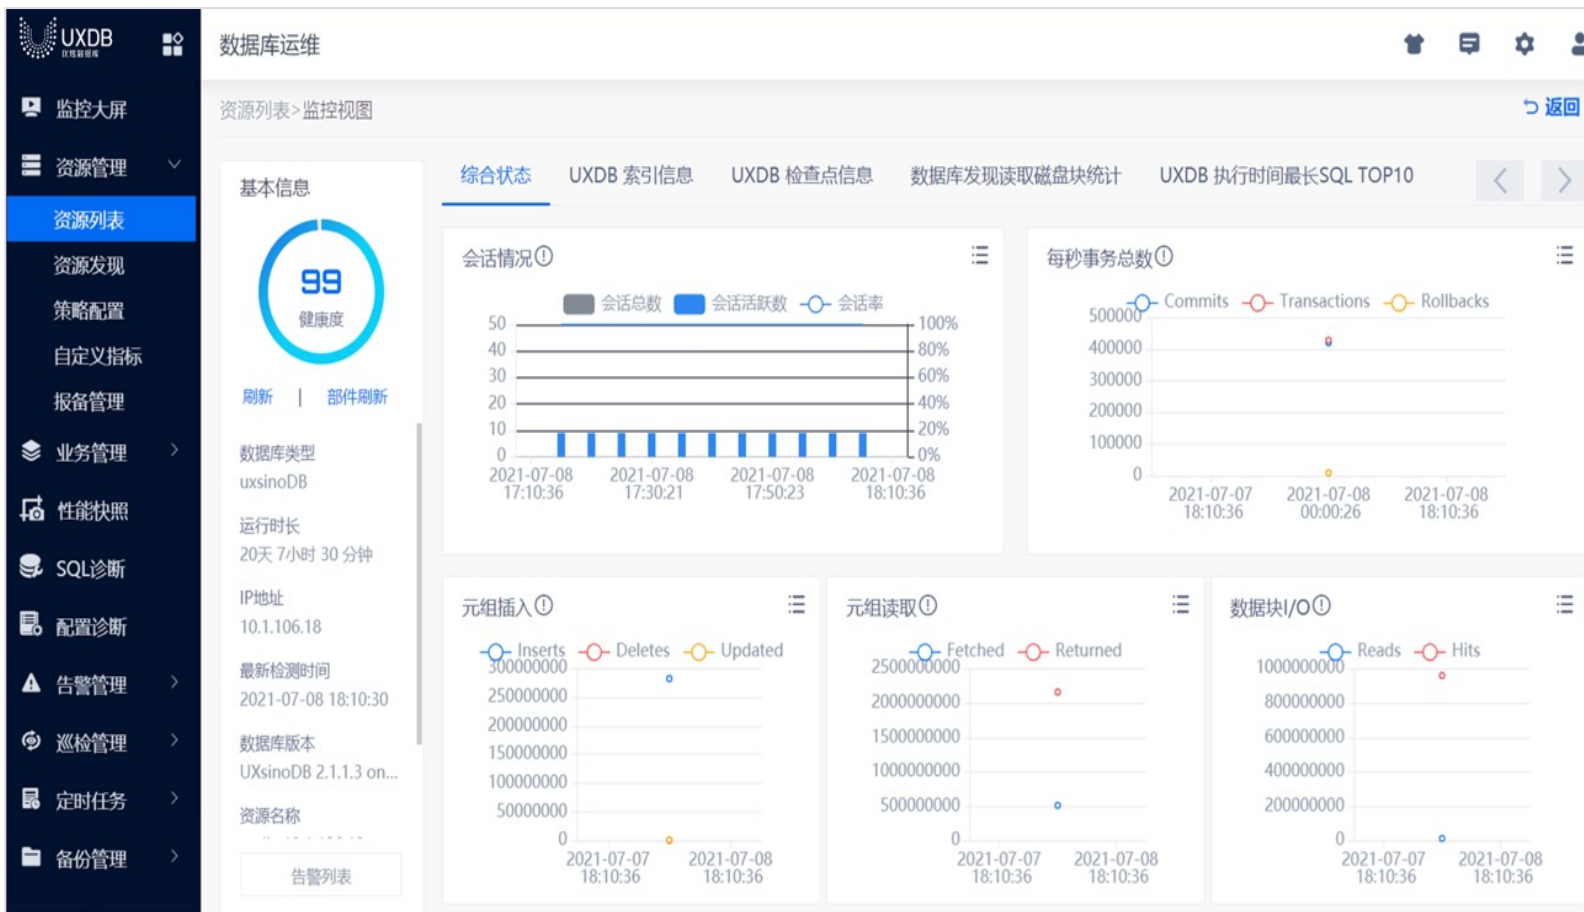 UXDB
优炫数据库
数据库运维
监控大屏
资源管理
资源列表
资源发现
策略配置
自定义指标
报备管理
业务管理
性能快照
SQL诊断
配置诊断
告警管理
巡检管理
定时任务
备份管理
资源列表>监控视图
返回
基本信息
99
健康度
刷新 | 部件刷新
数据库类型
uxsinoDB
运行时长
20天 7小时 30 分钟
IP地址
10.1.106.18
最新检测时间
2021-07-08 18:10:30
数据库版本
UXsinoDB 2.1.1.3 on...
资源名称
告警列表
综合状态 UXDB 索引信息 UXDB 检查点信息 数据库发现读取磁盘块统计 UXDB 执行时间最长SQL TOP10
会话情况
会话总数 会话活跃数 会话率
50 100%
40 80%
30 60%
20 40%
10 20%
0 0%
2021-07-08 2021-07-08 2021-07-08 2021-07-08
17:10:36 17:30:21 17:50:23 18:10:36
每秒事务总数
Commits Transactions Rollbacks
500000
400000
300000
200000
100000
0
2021-07-07 2021-07-08 2021-07-08
18:10:36 00:00:26 18:10:36
元组插入
Inserts Deletes Updated
300000000
250000000
200000000
150000000
100000000
50000000
0
2021-07-07 2021-07-08
18:10:36 18:10:36
元组读取
Fetched Returned
2500000000
2000000000
1500000000
1000000000
500000000
0
2021-07-07 2021-07-08
18:10:36 18:10:36
数据块I/O
Reads Hits
1000000000
800000000
600000000
400000000
200000000
0
2021-07-07 2021-07-08
18:10:36 18:10:36